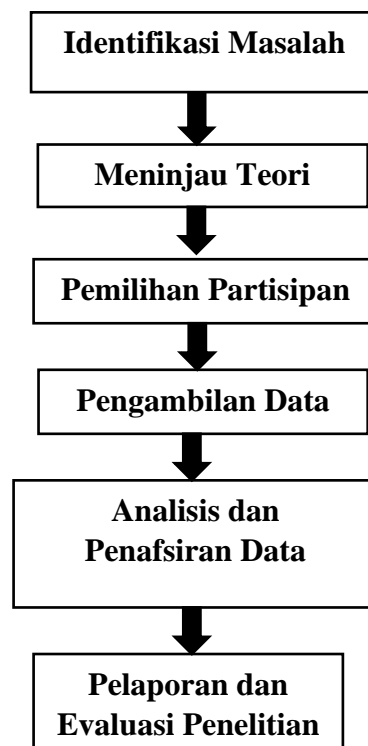 Identifikasi Masalah
Meninjau Teori
Pemilihan Partisipan
Pengambilan Data
Analisis dan
Penafsiran Data
Pelaporan dan
Evaluasi Penelitian